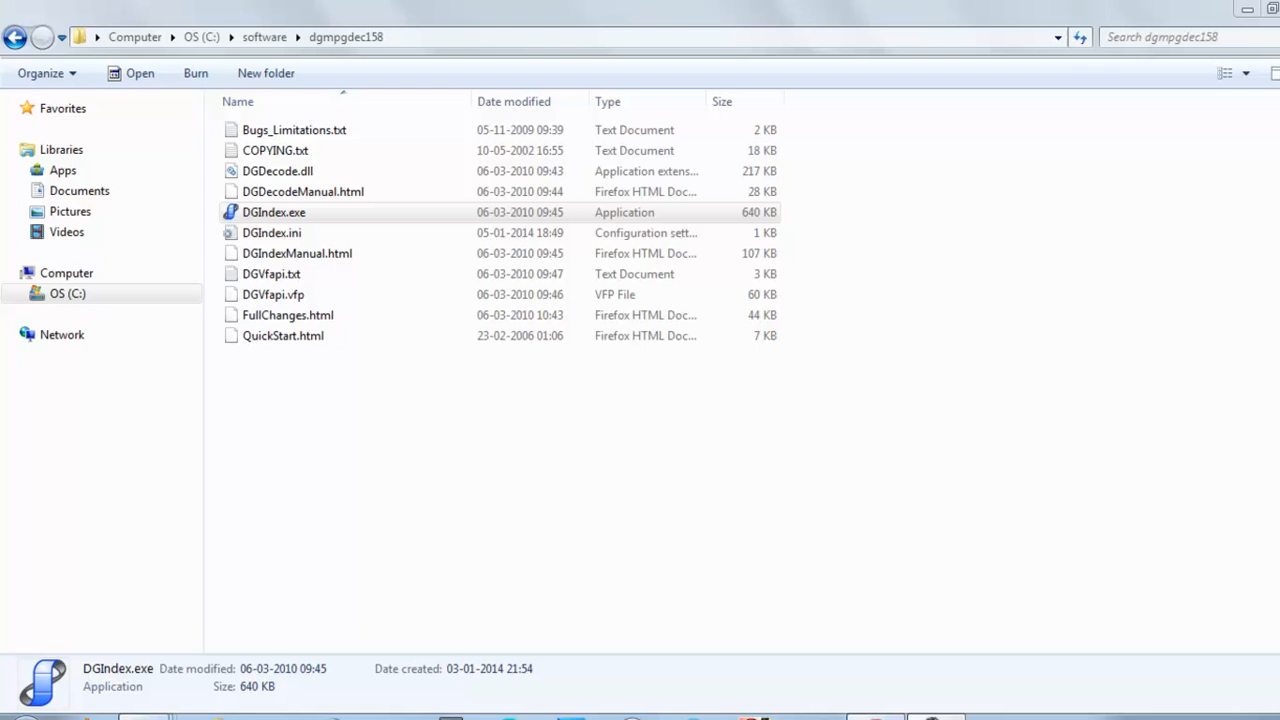 Computer OS (C:) software dgmpgdec158 Search dgmpgdec158
Organize Open Burn New folder
Favorites
Libraries
Apps
Documents
Pictures
Videos
Computer
OS (C:)
Network
Name Date modified Type Size
Bugs_Limitations.txt 05-11-2009 09:39 Text Document 2 KB
COPYING.txt 10-05-2002 16:55 Text Document 18 KB
DGDecode.dll 06-03-2010 09:43 Application extens... 217 KB
DGDecodeManual.html 06-03-2010 09:44 Firefox HTML Doc... 28 KB
DGIndex.exe 06-03-2010 09:45 Application 640 KB
DGIndex.ini 05-01-2014 18:49 Configuration sett... 1 KB
DGIndexManual.html 06-03-2010 09:45 Firefox HTML Doc... 107 KB
DGVfapi.txt 06-03-2010 09:47 Text Document 3 KB
DGVfapi.vfp 06-03-2010 09:46 VFP File 60 KB
FullChanges.html 06-03-2010 10:43 Firefox HTML Doc... 44 KB
QuickStart.html 23-02-2006 01:06 Firefox HTML Doc... 7 KB
DGIndex.exe Date modified: 06-03-2010 09:45 Date created: 03-01-2014 21:54
Application Size: 640 KB